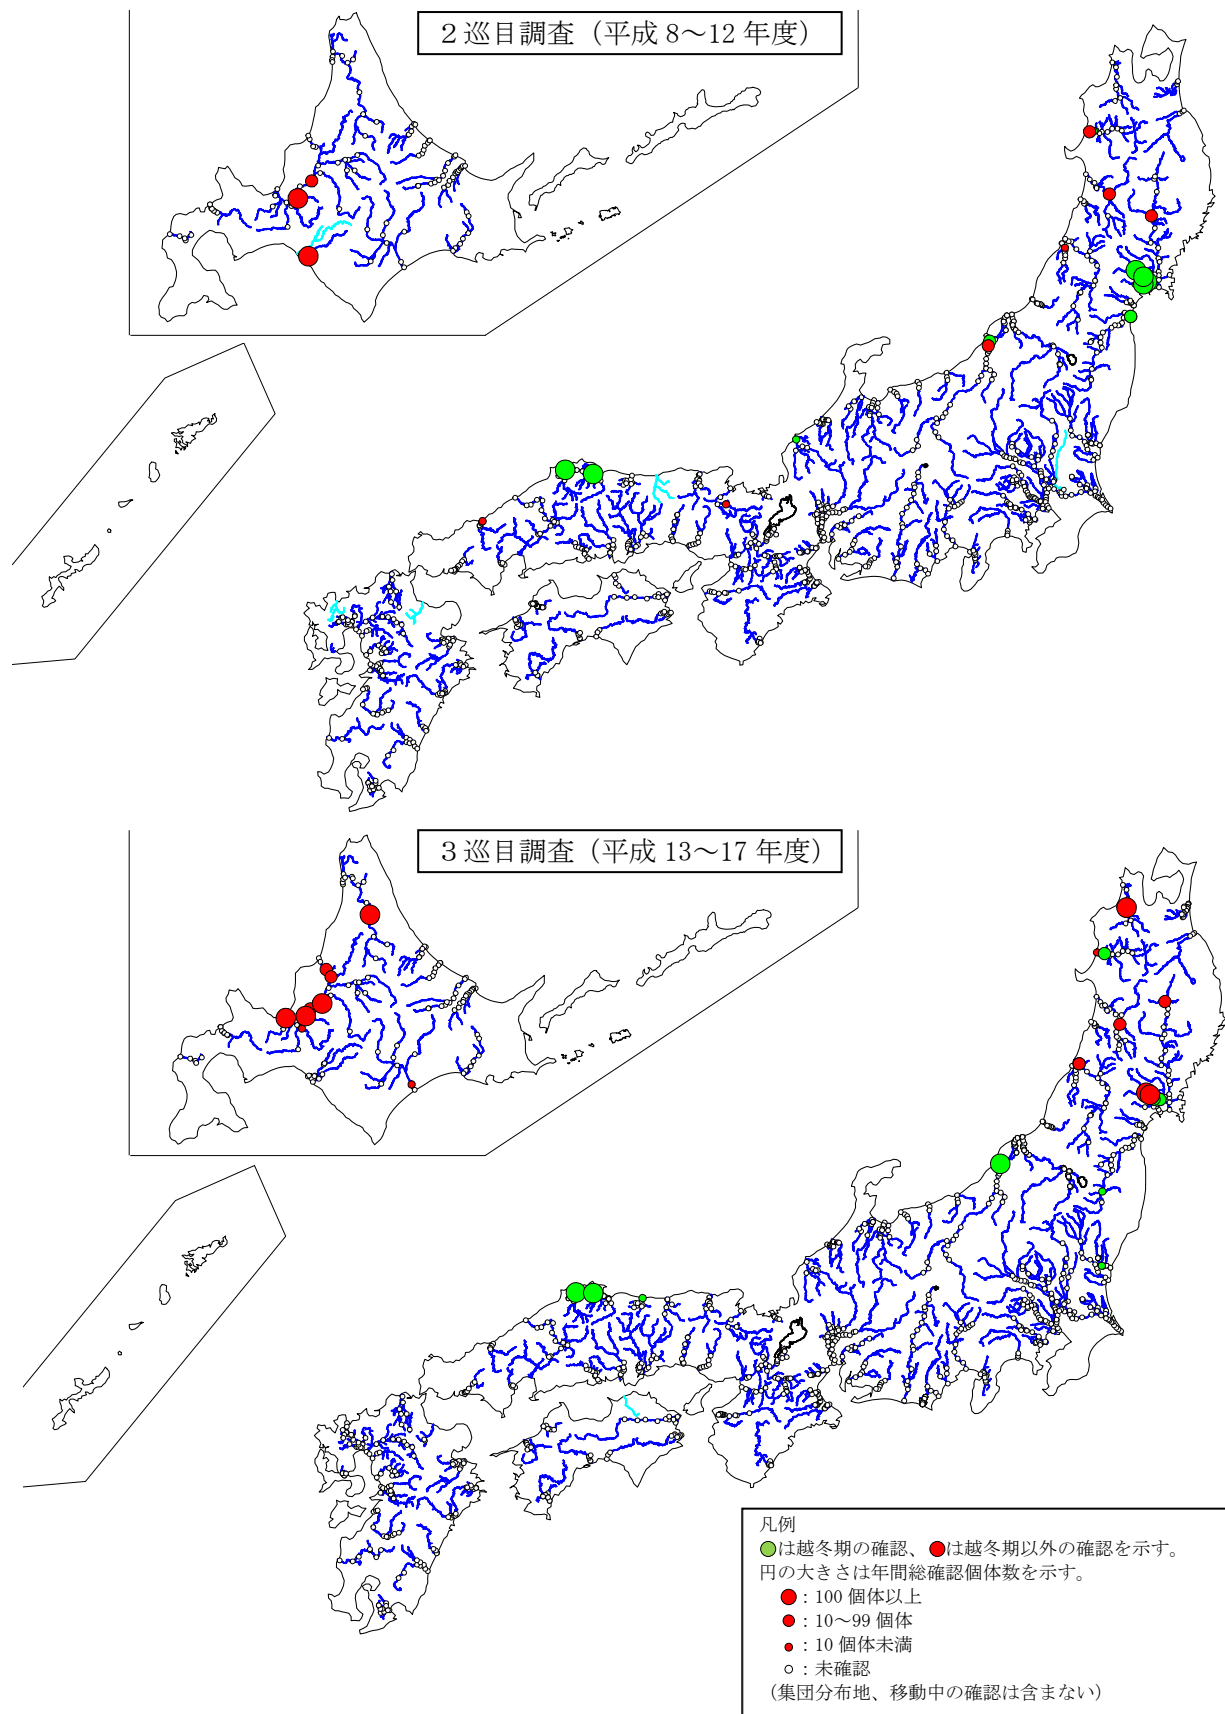 2巡目調査（平成 8～12 年度）
3巡目調査（平成 13～17 年度）
凡例
●は越冬期の確認、●は越冬期以外の確認を示す。
円の大きさは年間総確認個体数を示す。
●：100 個体以上
●：10～99 個体
●：10 個体未満
○：未確認
（集団分布地、移動中の確認は含まない）